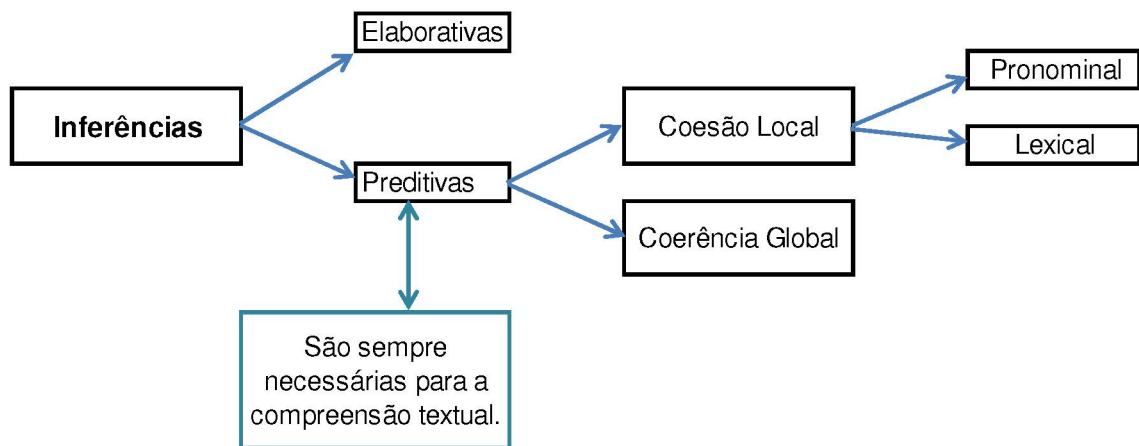 Elaborativas
Inferências
Preditivas
Coesão Local
Coerência Global
Pronominal
Lexical
São sempre
necessárias para a
compreensão textual.